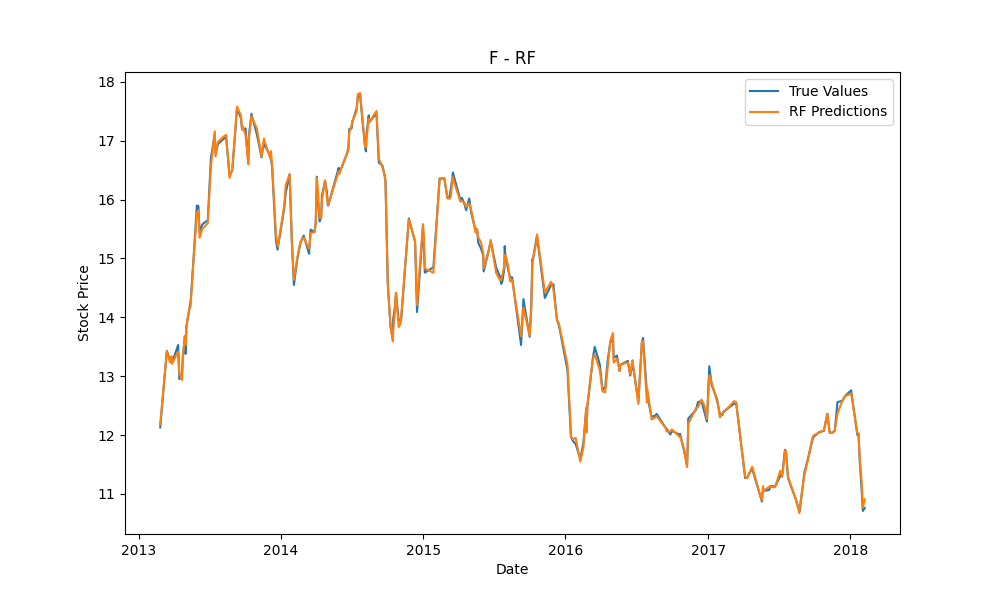 F - RF
True Values
RF Predictions
Stock Price
18
17
16
15
14
13
12
11
2013 2014 2015 2016 2017 2018
Date